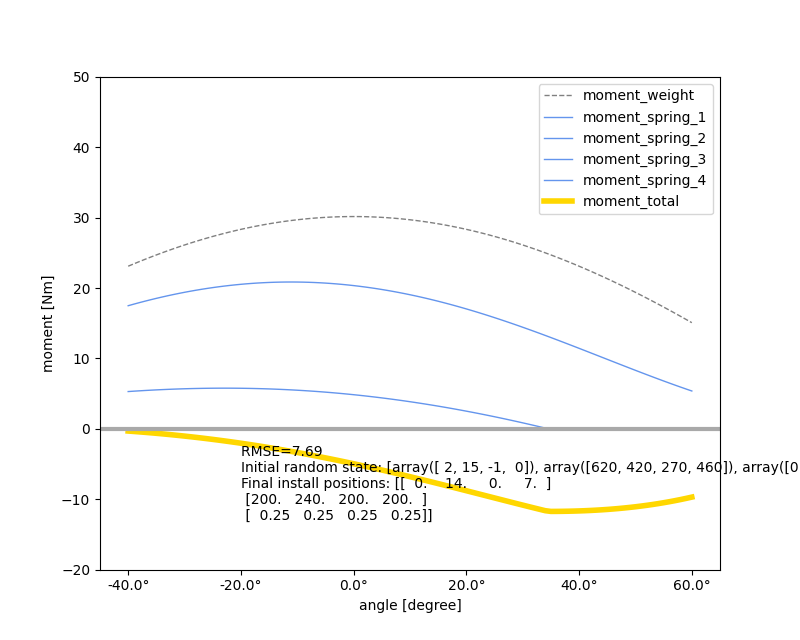 50
40
30
20
10
0
−10
−20
moment [Nm]
moment_weight
moment_spring_1
moment_spring_2
moment_spring_3
moment_spring_4
moment_total
RMSE=7.69
Initial random state: [array([ 2, 15, -1,  0]), array([620, 420, 270, 460]), array([0
Final install positions: [[  0.    14.     0.    7.  ]
[200.   240.   200.   200.  ]
[  0.25   0.25   0.25   0.25]]
-40.0° -20.0° 0.0° 20.0° 40.0° 60.0°
angle [degree]